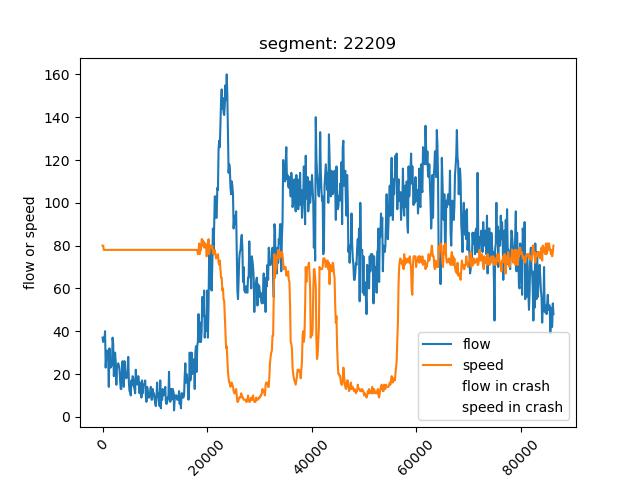 segment: 22209
160
140
120
100
80
60
40
20
0
flow or speed
0
20000
40000
60000
80000
flow
speed
flow in crash
speed in crash